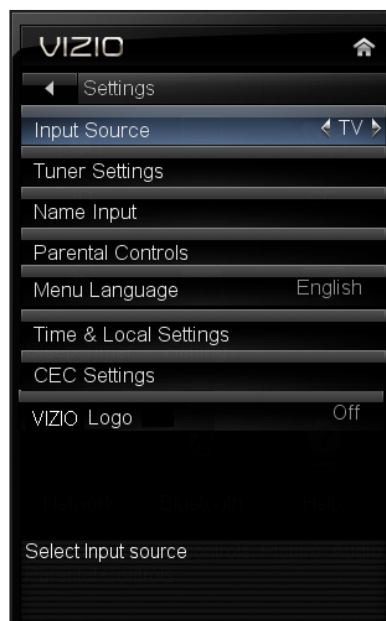 VIZIO
Settings
Input Source TV
Tuner Settings
Name Input
Parental Controls
Menu Language English
Time & Local Settings
CEC Settings
VIZIO Logo Off
Select Input source